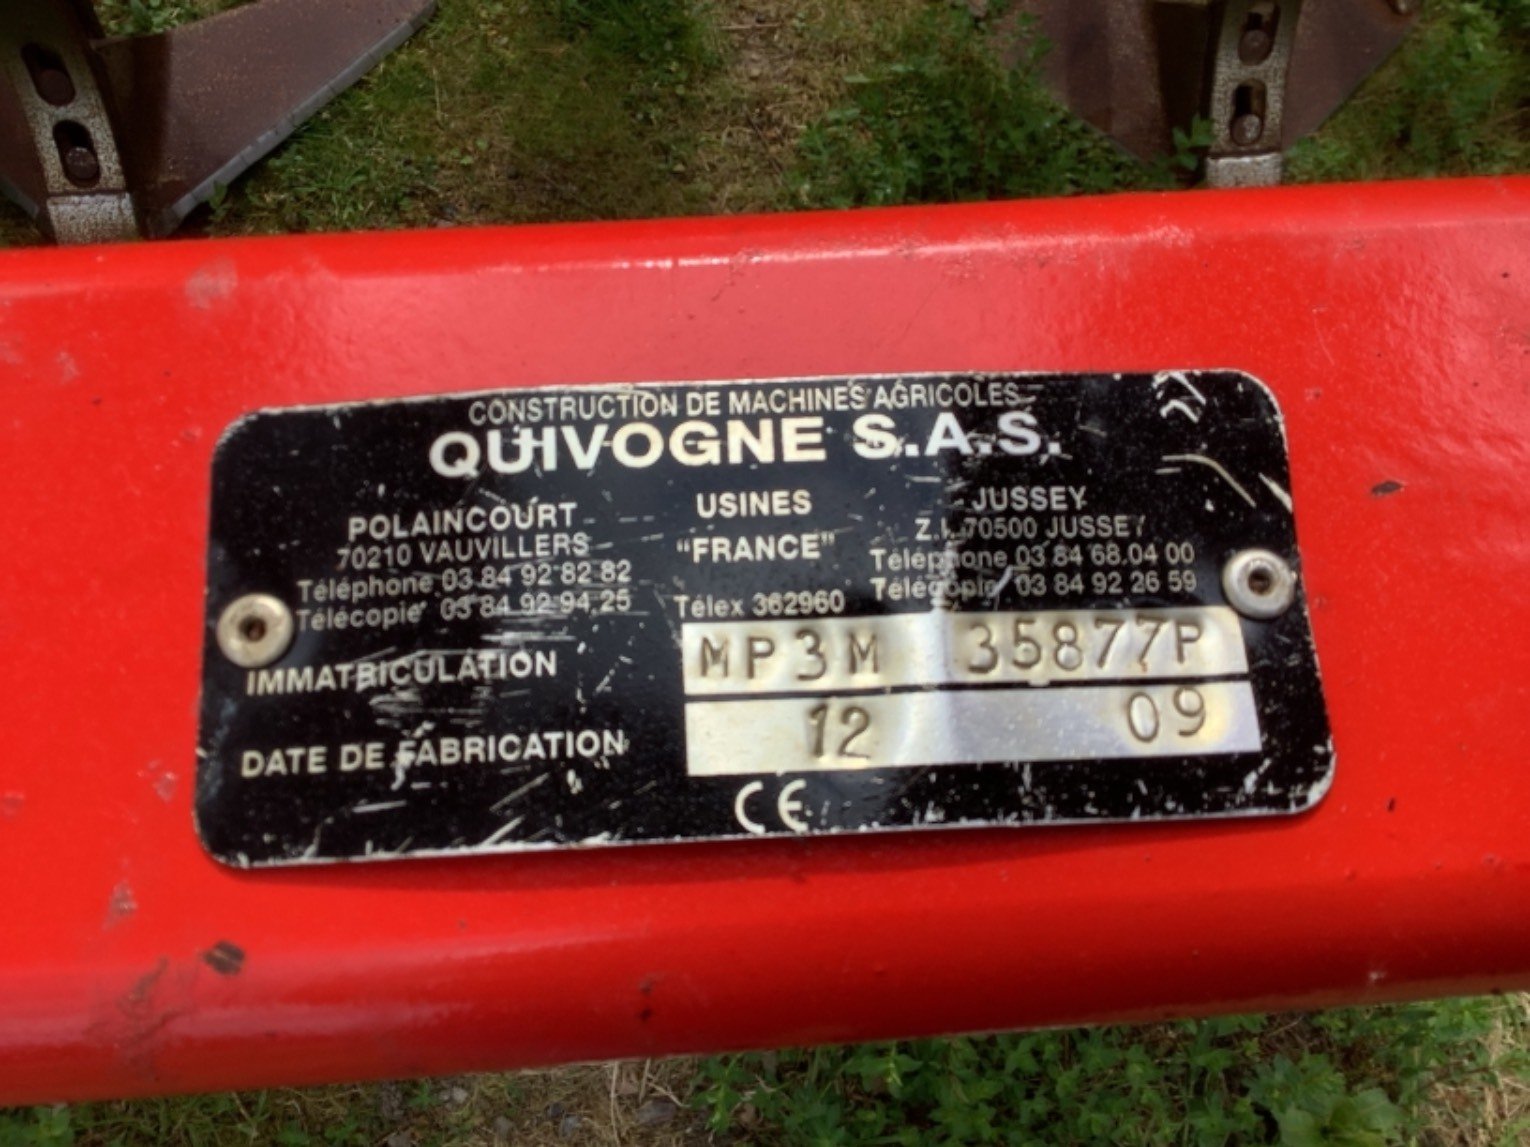 CONSTRUCTION DE MACHINES AGRICOLES
QUIVOGNE S.A.S.
POLAINCOURT
70210 VAUVILLERS
Téléphone 03 84 92 82 82
Télécopie 03 84 92 94 25
USINES
"FRANCE"
Télex 362960
JUSSEY
Z.I. 70500 JUSSEY
Téléphone 03 84 68 04 00
Télécopie 03 84 92 26 59
IMMATRICULATION MP3M 35877P
DATE DE FABRICATION 12 09
CE